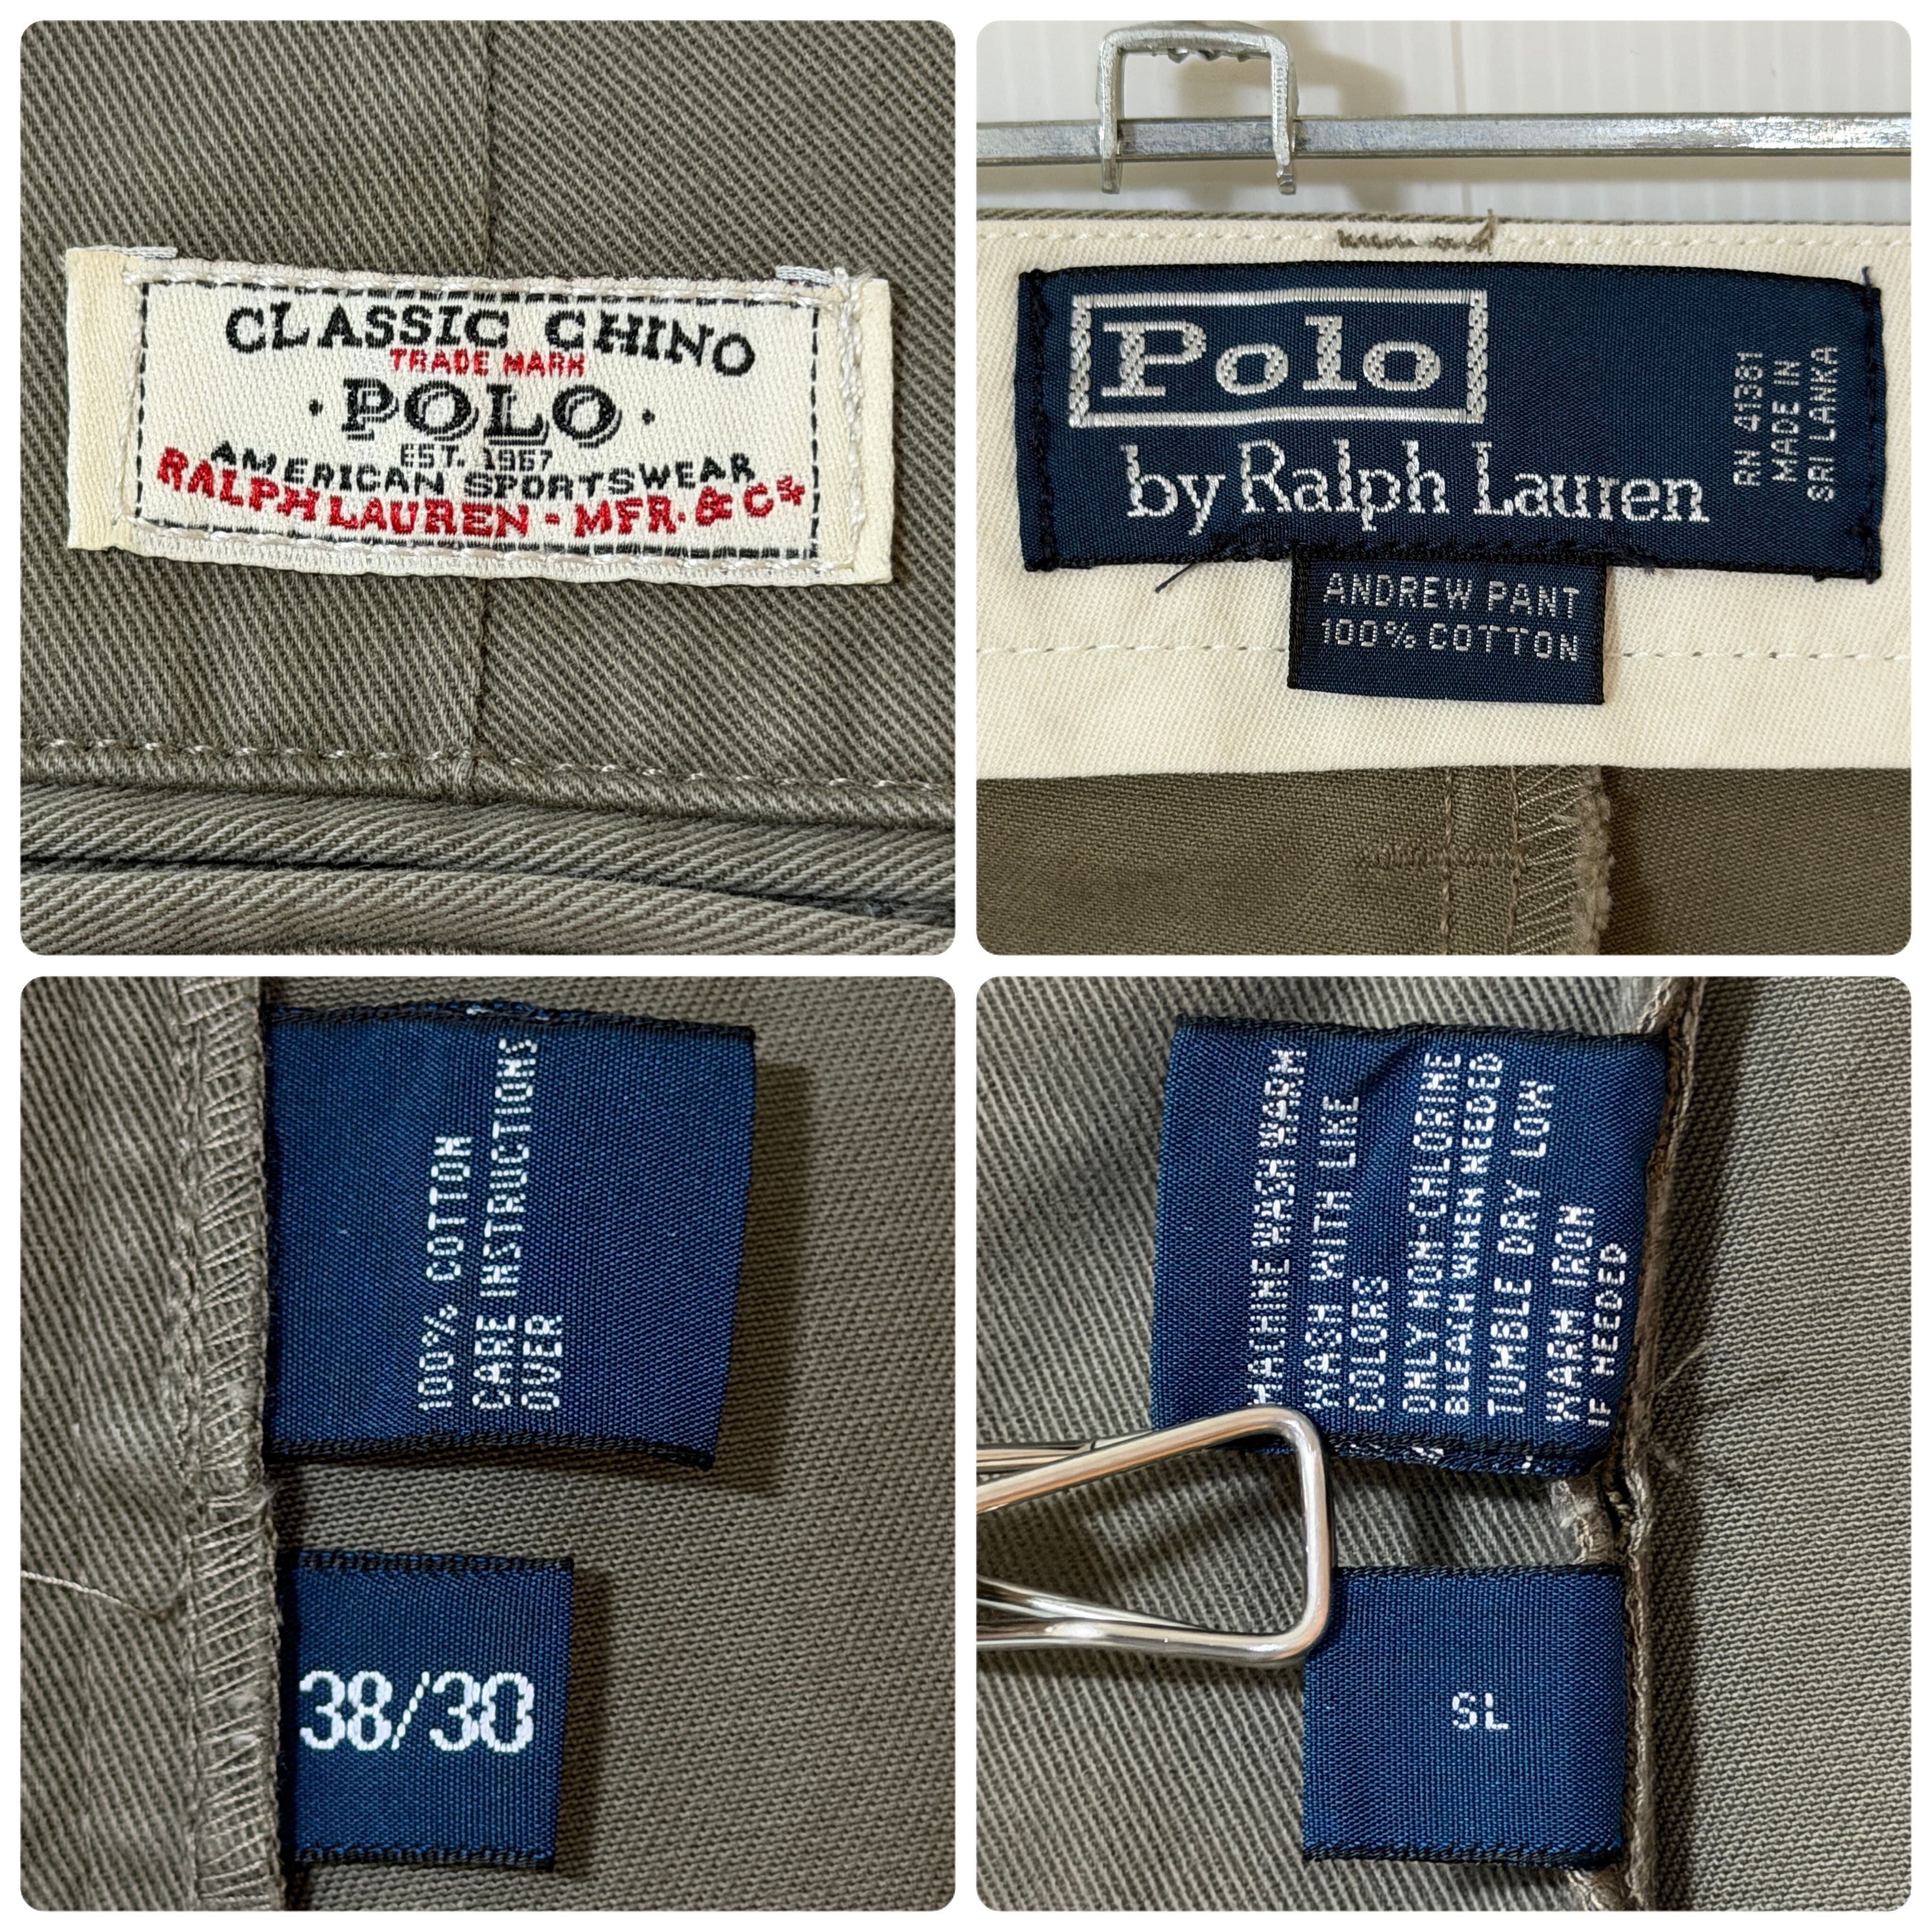 CLASSIC CHINO
TRADE MARK
· POLO ·
EST. 1967
AMERICAN SPORTSWEAR
RALPH LAUREN - MFR. & Co
Polo
by Ralph Lauren
RN 41381
MADE IN
SRI LANKA
ANDREW PANT
100% COTTON
100% COTTON
CARE INSTRUCTIONS
OVER
38/30
MACHINE WASH WARM
WASH WITH LIKE
COLORS
ONLY NON-CHLORINE
BLEACH WHEN NEEDED
TUMBLE DRY LOW
WARM IRON
IF NEEDED
SL